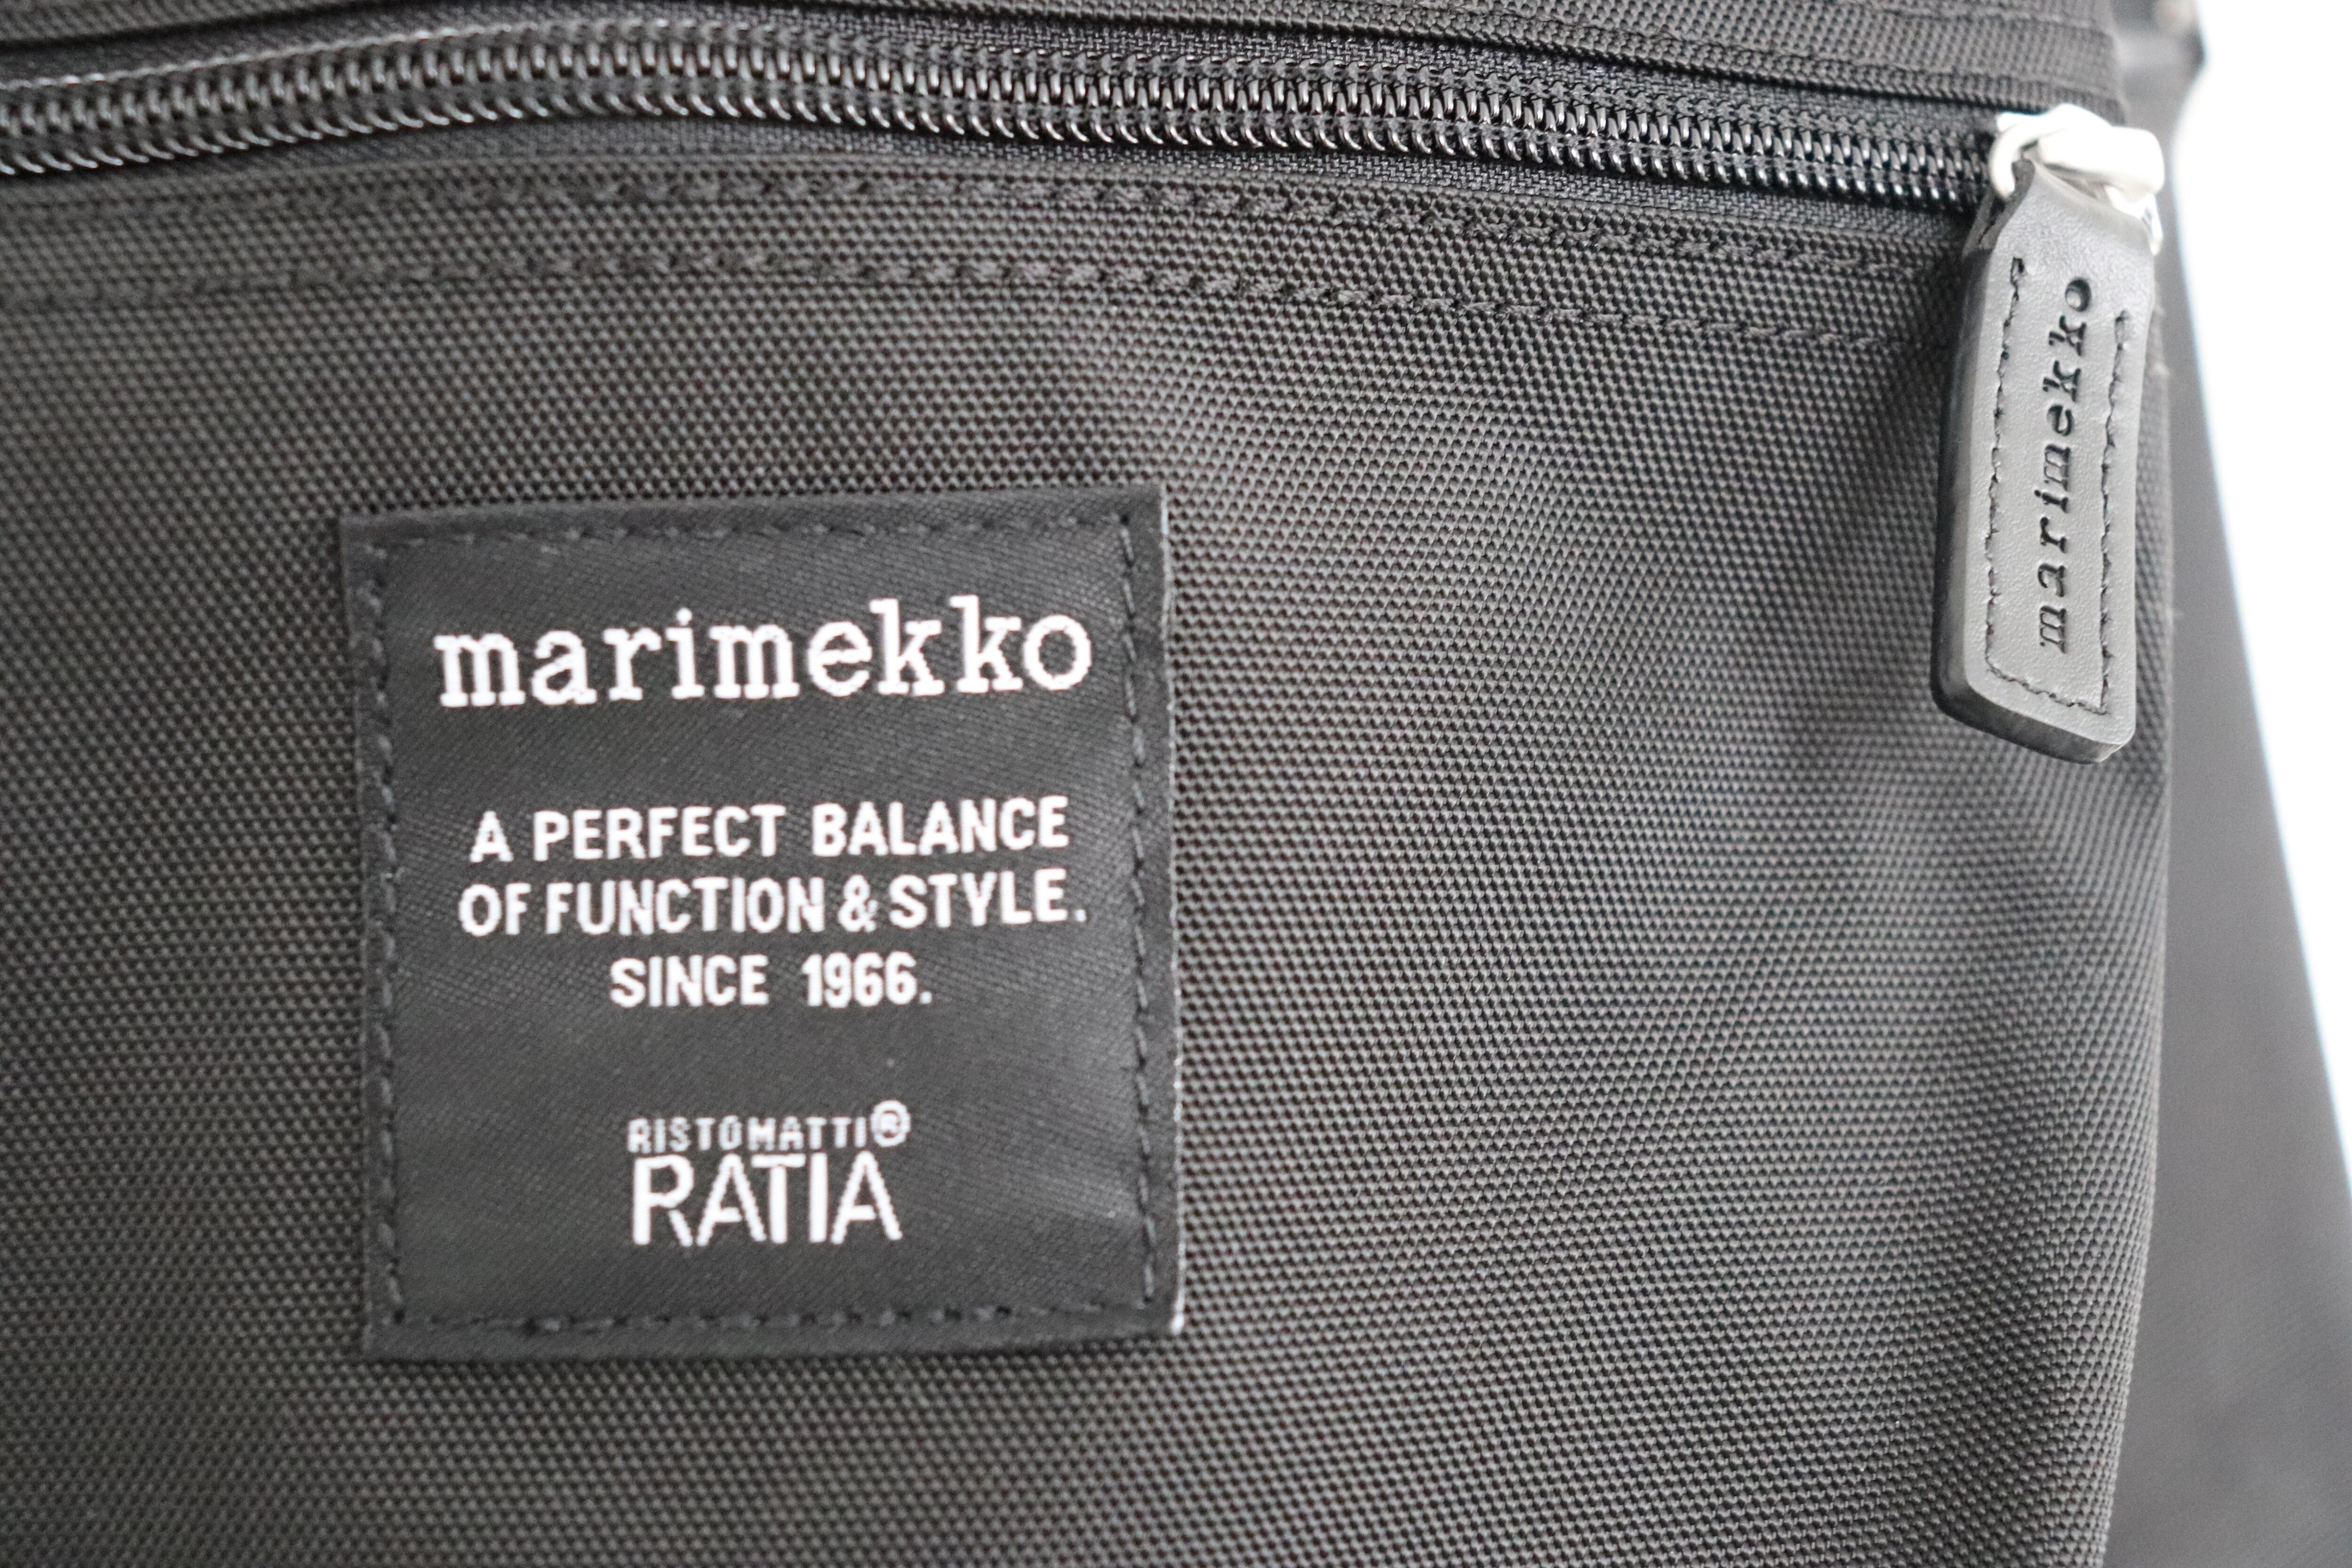 marimekko
A PERFECT BALANCE
OF FUNCTION & STYLE.
SINCE 1966.
RISTOMATTI®
RATIA
marimekko